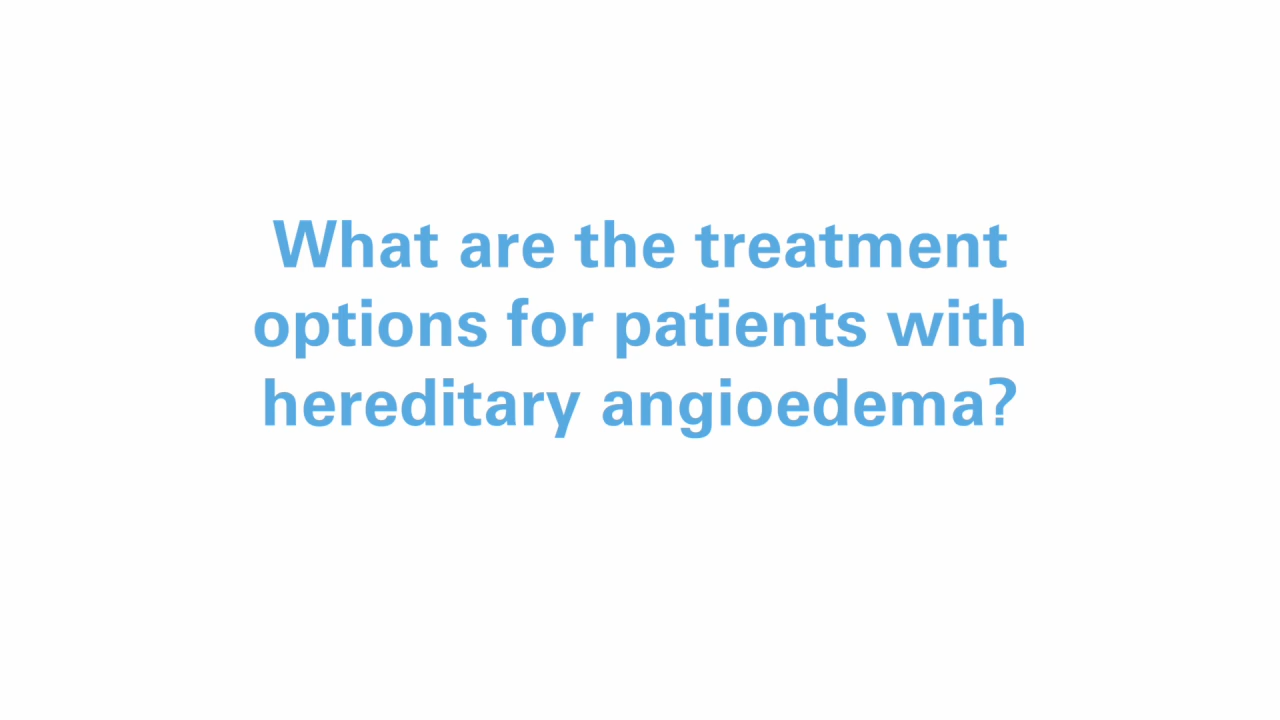 What are the treatment
options for patients with
hereditary angioedema?